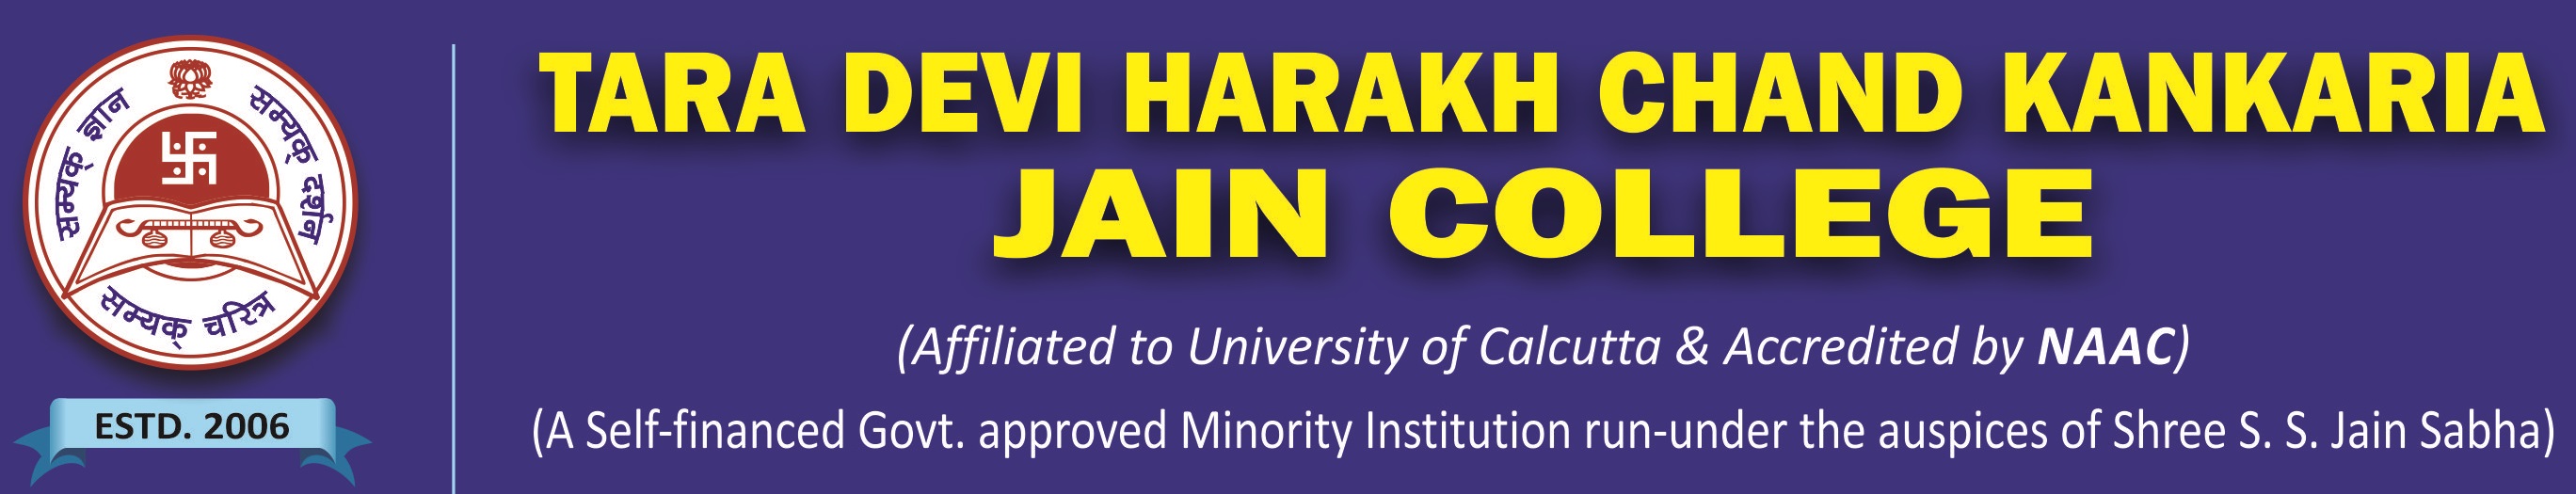 सम्यक् ज्ञान
सम्यक् दर्शन
सम्यक् चरित्र
ESTD. 2006
TARA DEVI HARAKH CHAND KANKARIA
JAIN COLLEGE
(Affiliated to University of Calcutta & Accredited by NAAC)
(A Self-financed Govt. approved Minority Institution run-under the auspices of Shree S. S. Jain Sabha)